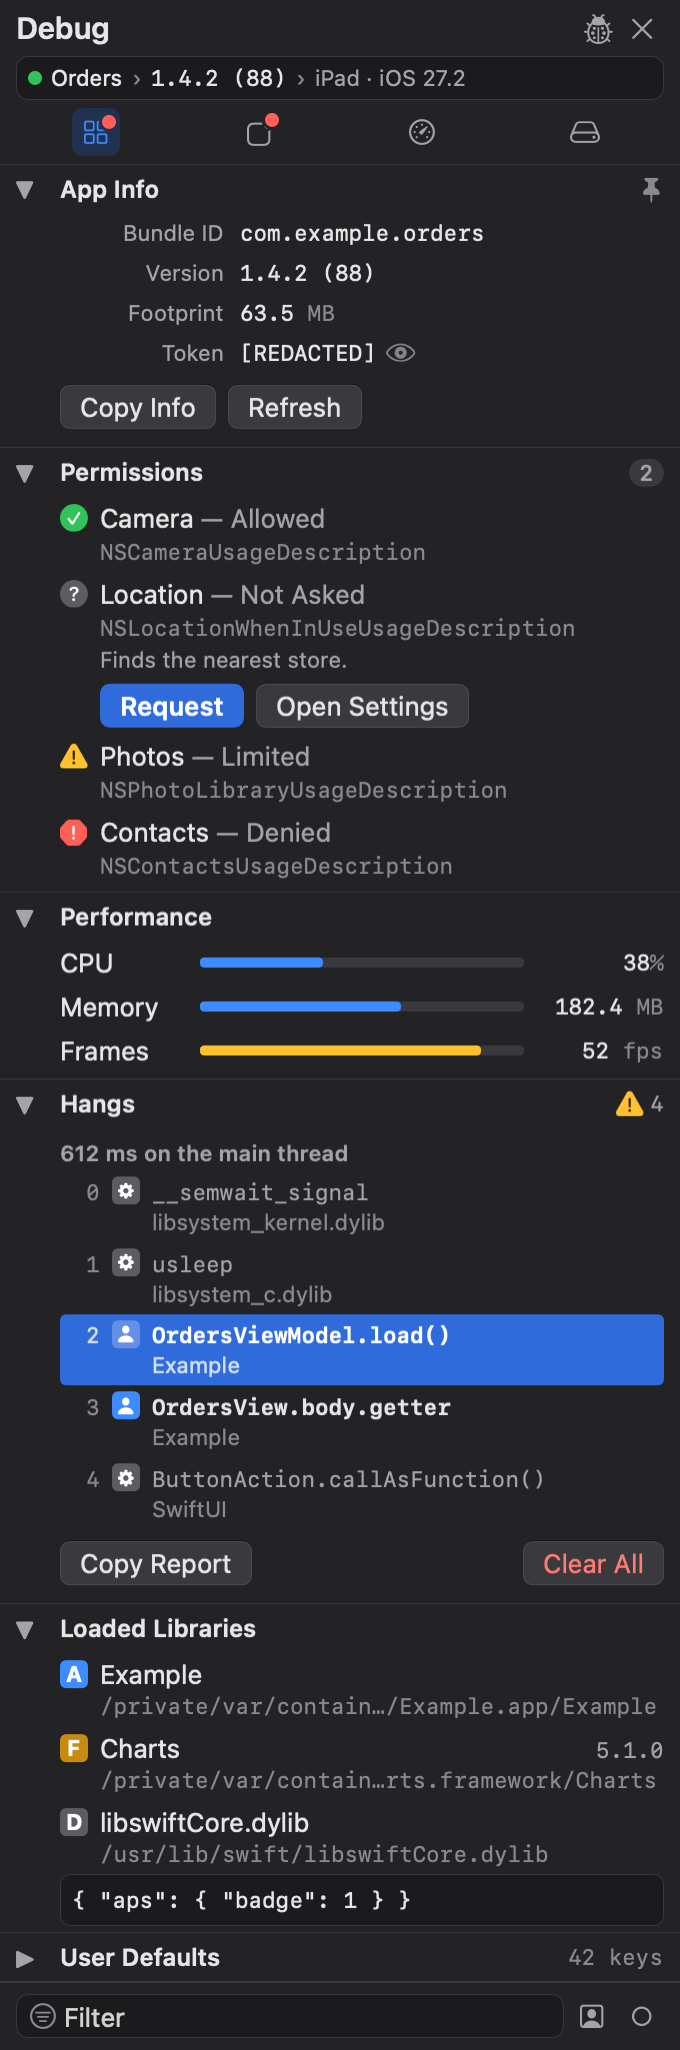 Debug
Orders › 1.4.2 (88) › iPad · iOS 27.2
App Info
Bundle ID com.example.orders
Version 1.4.2 (88)
Footprint 63.5 MB
Token [REDACTED]
Copy Info Refresh
Permissions 2
Camera — Allowed
NSCameraUsageDescription
? Location — Not Asked
NSLocationWhenInUseUsageDescription
Finds the nearest store.
Request Open Settings
! Photos — Limited
NSPhotoLibraryUsageDescription
! Contacts — Denied
NSContactsUsageDescription
Performance
CPU 38%
Memory 182.4 MB
Frames 52 fps
Hangs ! 4
612 ms on the main thread
0 __semwait_signal
libsystem_kernel.dylib
1 usleep
libsystem_c.dylib
2 OrdersViewModel.load()
Example
3 OrdersView.body.getter
Example
4 ButtonAction.callAsFunction()
SwiftUI
Copy Report Clear All
Loaded Libraries
A Example
/private/var/contain…/Example.app/Example
F Charts 5.1.0
/private/var/contain…rts.framework/Charts
D libswiftCore.dylib
/usr/lib/swift/libswiftCore.dylib
{ "aps": { "badge": 1 } }
User Defaults 42 keys
Filter